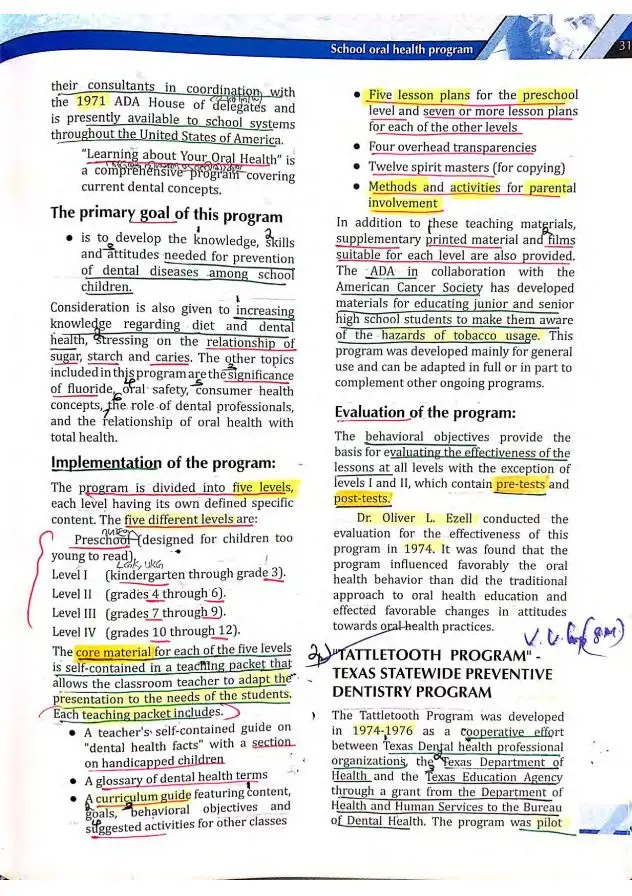 School oral health program
31
their consultants in coordination with
the 1971 ADA House of delegates and
is presently available to school systems
throughout the United States of America.
“Learning about Your Oral Health” is
a comprehensive program covering
current dental concepts.
The primary goal of this program
• is to develop the knowledge, skills
and attitudes needed for prevention
of dental diseases among school
children.
Consideration is also given to increasing
knowledge regarding diet and dental
health, stressing on the relationship of
sugar, starch and caries. The other topics
included in this program are the significance
of fluoride, oral safety, consumer health
concepts, the role of dental professionals,
and the relationship of oral health with
total health.
Implementation of the program:
The program is divided into five levels,
each level having its own defined specific
content. The five different levels are:
Preschool (designed for children too
young to read),
LGK, UKG
Level I (kindergarten through grade 3).
Level II (grades 4 through 6).
Level III (grades 7 through 9).
Level IV (grades 10 through 12).
The core material for each of the five levels
is self-contained in a teaching packet that
allows the classroom teacher to adapt the
presentation to the needs of the students.
Each teaching packet includes.
• A teacher's self-contained guide on
"dental health facts" with a section
on handicapped children
• A glossary of dental health terms
• A curriculum guide featuring content,
goals, behavioral objectives and
suggested activities for other classes
• Five lesson plans for the preschool
level and seven or more lesson plans
for each of the other levels
• Four overhead transparencies
• Twelve spirit masters (for copying)
• Methods and activities for parental
involvement
In addition to these teaching materials,
supplementary printed material and films
suitable for each level are also provided.
The ADA in collaboration with the
American Cancer Society has developed
materials for educating junior and senior
high school students to make them aware
of the hazards of tobacco usage. This
program was developed mainly for general
use and can be adapted in full or in part to
complement other ongoing programs.
Evaluation of the program:
The behavioral objectives provide the
basis for evaluating the effectiveness of the
lessons at all levels with the exception of
levels I and II, which contain pre-tests and
post-tests.
Dr. Oliver L. Ezell conducted the
evaluation for the effectiveness of this
program in 1974. It was found that the
program influenced favorably the oral
health behavior than did the traditional
approach to oral health education and
effected favorable changes in attitudes
towards oral health practices.
V. V. Imp (8M)
2) "TATTLETOOTH PROGRAM" -
TEXAS STATEWIDE PREVENTIVE
DENTISTRY PROGRAM
The Tattletooth Program was developed
in 1974-1976 as a cooperative effort
between Texas Dental health professional
organizations, the Texas Department of
Health and the Texas Education Agency
through a grant from the Department of
Health and Human Services to the Bureau
of Dental Health. The program was pilot